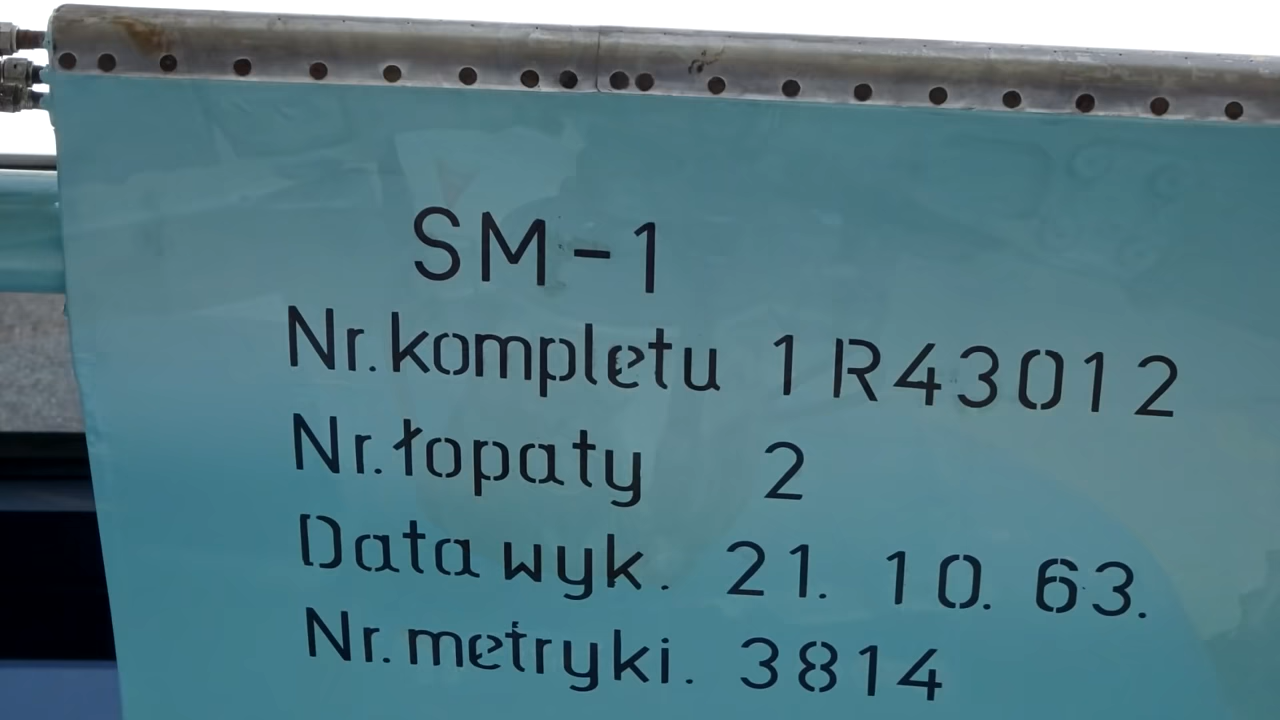 SM-1
Nr. kompletu 1R43012
Nr. łopaty 2
Data wyk. 21. 10. 63.
Nr. metryki. 3814